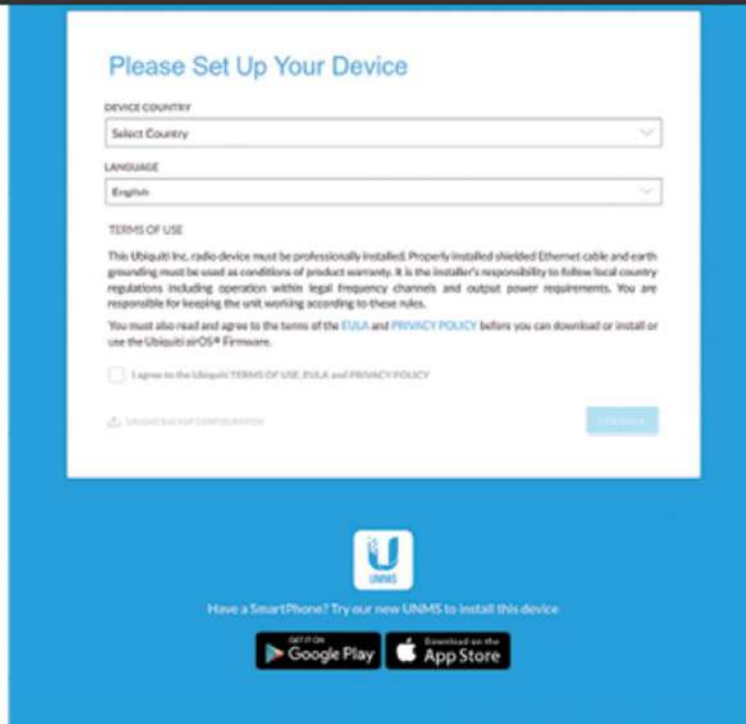 Please Set Up Your Device
DEVICE COUNTRY
Select Country
LANGUAGE
English
TERMS OF USE
This Ubiquiti Inc. radio device must be professionally installed. Properly installed shielded Ethernet cable and earth
grounding must be used as conditions of product warranty. It is the installer's responsibility to follow local country
regulations including operation within legal frequency channels and output power requirements. You are
responsible for keeping the unit working according to these rules.
You must also read and agree to the terms of the EULA and PRIVACY POLICY before you can download or install or
use the Ubiquiti airOS® Firmware.
I agree to the Ubiquiti TERMS OF USE, EULA and PRIVACY POLICY
UPLOAD BACKUP CONFIGURATION
CONTINUE
U
UNMS
Have a SmartPhone? Try our new UNMS to install this device
GET IT ON
Google Play
Download on the
App Store